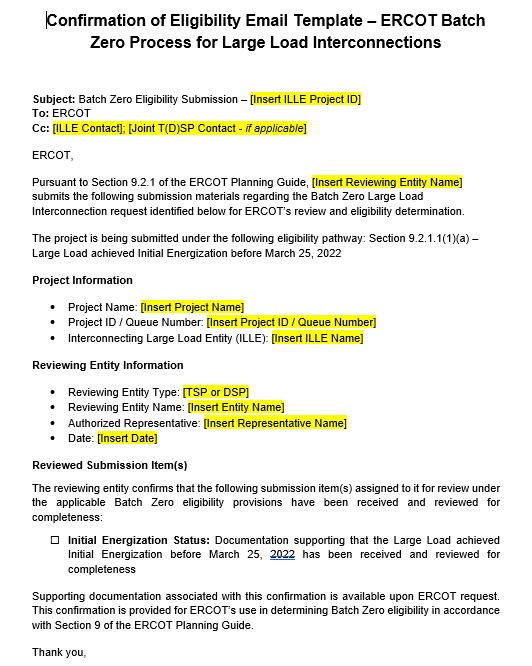 Confirmation of Eligibility Email Template – ERCOT Batch
Zero Process for Large Load Interconnections
Subject: Batch Zero Eligibility Submission – [Insert ILLE Project ID]
To: ERCOT
Cc: [ILLE Contact]; [Joint T(D)SP Contact - if applicable]
ERCOT,
Pursuant to Section 9.2.1 of the ERCOT Planning Guide, [Insert Reviewing Entity Name]
submits the following submission materials regarding the Batch Zero Large Load
Interconnection request identified below for ERCOT's review and eligibility determination.
The project is being submitted under the following eligibility pathway: Section 9.2.1.1(1)(a) –
Large Load achieved Initial Energization before March 25, 2022
Project Information
• Project Name: [Insert Project Name]
• Project ID / Queue Number: [Insert Project ID / Queue Number]
• Interconnecting Large Load Entity (ILLE): [Insert ILLE Name]
Reviewing Entity Information
• Reviewing Entity Type: [TSP or DSP]
• Reviewing Entity Name: [Insert Entity Name]
• Authorized Representative: [Insert Representative Name]
• Date: [Insert Date]
Reviewed Submission Item(s)
The reviewing entity confirms that the following submission item(s) assigned to it for review under
the applicable Batch Zero eligibility provisions have been received and reviewed for
completeness:
☐ Initial Energization Status: Documentation supporting that the Large Load achieved
Initial Energization before March 25, 2022 has been received and reviewed for
completeness
Supporting documentation associated with this confirmation is available upon ERCOT request.
This confirmation is provided for ERCOT's use in determining Batch Zero eligibility in accordance
with Section 9 of the ERCOT Planning Guide.
Thank you,